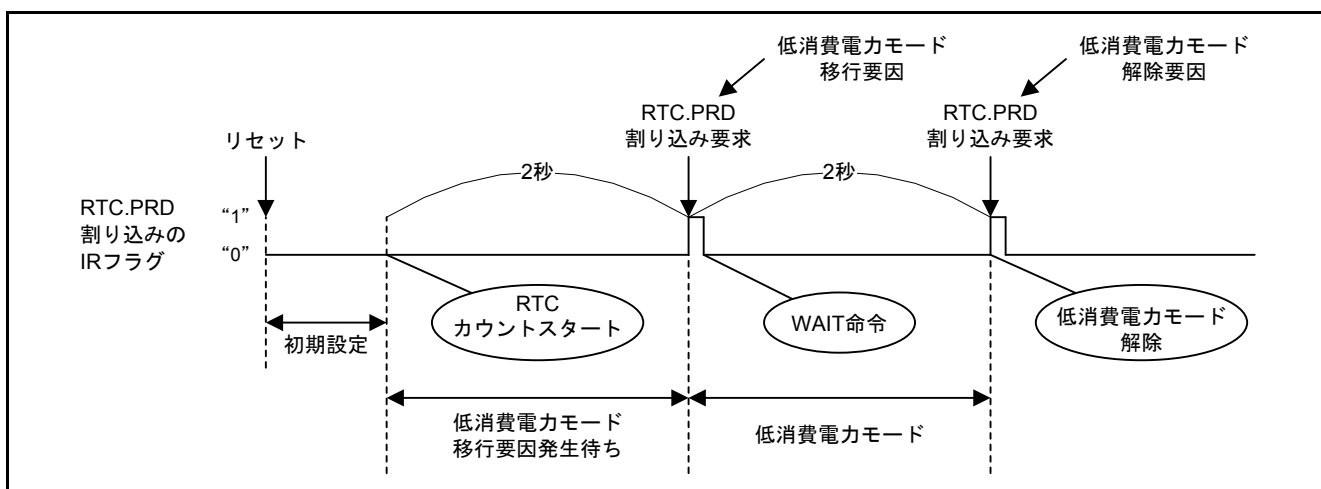 低消費電力モード
移行要因
低消費電力モード
解除要因
RTC.PRD
割り込み要求
RTC.PRD
割り込み要求
リセット
2秒
2秒
RTC.PRD
割り込みの
IRフラグ
“1”
“0”
RTC
カウントスタート
WAIT命令
低消費電力モード
解除
初期設定
低消費電力モード
移行要因発生待ち
低消費電力モード